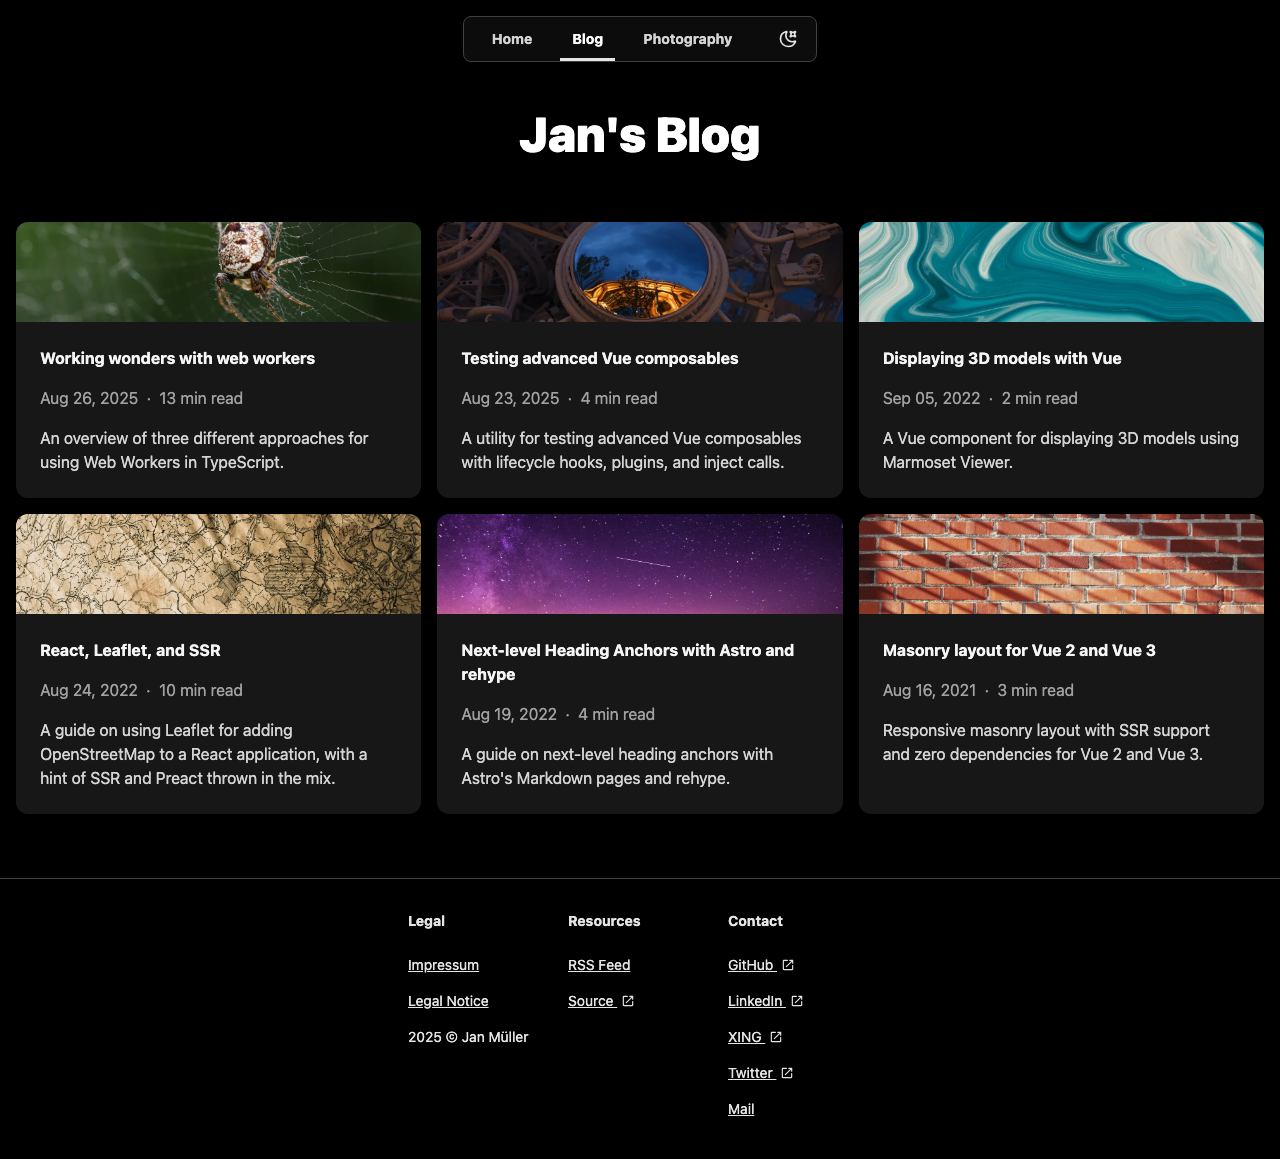 Home Blog Photography
Jan's Blog
Working wonders with web workers
Aug 26, 2025 · 13 min read
An overview of three different approaches for
using Web Workers in TypeScript.
Testing advanced Vue composables
Aug 23, 2025 · 4 min read
A utility for testing advanced Vue composables
with lifecycle hooks, plugins, and inject calls.
Displaying 3D models with Vue
Sep 05, 2022 · 2 min read
A Vue component for displaying 3D models using
Marmoset Viewer.
React, Leaflet, and SSR
Aug 24, 2022 · 10 min read
A guide on using Leaflet for adding
OpenStreetMap to a React application, with a
hint of SSR and Preact thrown in the mix.
Next-level Heading Anchors with Astro and
rehype
Aug 19, 2022 · 4 min read
A guide on next-level heading anchors with
Astro's Markdown pages and rehype.
Masonry layout for Vue 2 and Vue 3
Aug 16, 2021 · 3 min read
Responsive masonry layout with SSR support
and zero dependencies for Vue 2 and Vue 3.
Legal
Impressum
Legal Notice
2025 © Jan Müller
Resources
RSS Feed
Source
Contact
GitHub
LinkedIn
XING
Twitter
Mail